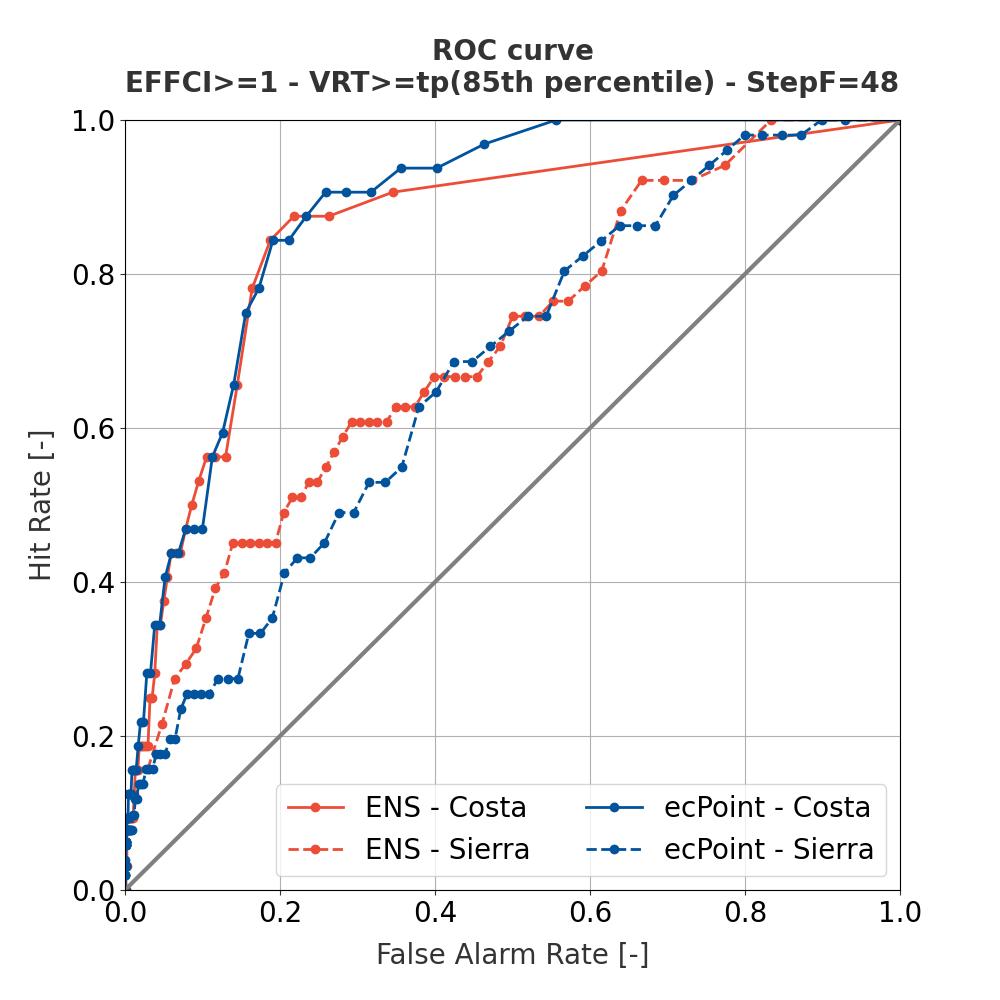 ROC curve
EFFCI>=1 - VRT>=tp(85th percentile) - StepF=48
1.0
0.8
0.6
0.4
0.2
0.0
Hit Rate [-]
ENS - Costa
ecPoint - Costa
ENS - Sierra
ecPoint - Sierra
0.0 0.2 0.4 0.6 0.8 1.0
False Alarm Rate [-]